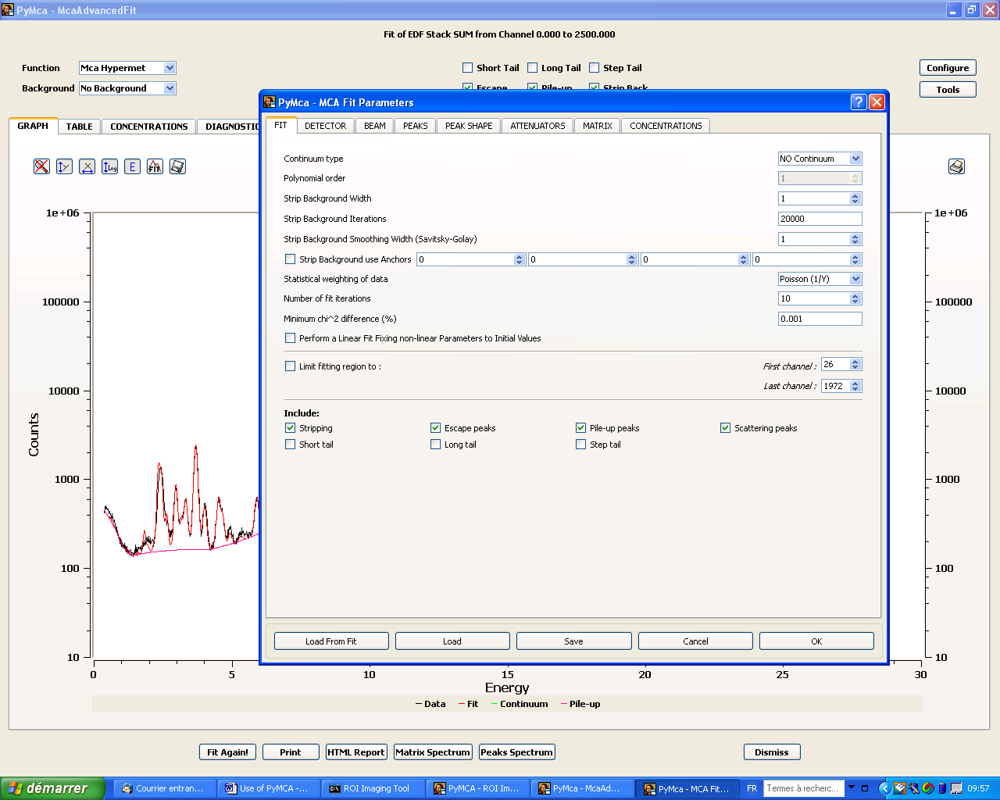 PyMca - McaAdvancedFit
Fit of EDF Stack SUM from Channel 0.000 to 2500.000
Function Mca Hypermet Short Tail Long Tail Step Tail Configure
Background No Background Escape Pile-up Strip Back Tools
PyMca - MCA Fit Parameters
GRAPH TABLE CONCENTRATIONS DIAGNOSTIC
FIT DETECTOR BEAM PEAKS PEAK SHAPE ATTENUATORS MATRIX CONCENTRATIONS
Continuum type NO Continuum
Polynomial order 1
Strip Background Width 1
Strip Background Iterations 20000
Strip Background Smoothing Width (Savitsky-Golay) 1
Strip Background use Anchors 0 0 0 0
Statistical weighting of data Poisson (1/Y)
Number of fit iterations 10
Minimum chi^2 difference (%) 0.001
Perform a Linear Fit Fixing non-linear Parameters to Initial Values
Limit fitting region to : First channel : 26
Last channel : 1972
Include:
Stripping Escape peaks Pile-up peaks Scattering peaks
Short tail Long tail Step tail
Load From Fit Load Save Cancel OK
Log E Fit
1e+06 1e+06
100000 100000
10000 10000
1000 1000
100 100
10 10
Counts
0 5 10 15 20 25 30
Energy
Data Fit Continuum Pile-up
Fit Again! Print HTML Report Matrix Spectrum Peaks Spectrum Dismiss
démarrer Courrier entran... Use of PyMCA -... ROI Imaging Tool PyMCA - ROI Im... PyMca - McaAd... PyMca - MCA Fit... FR Termes à recherc... 09:57